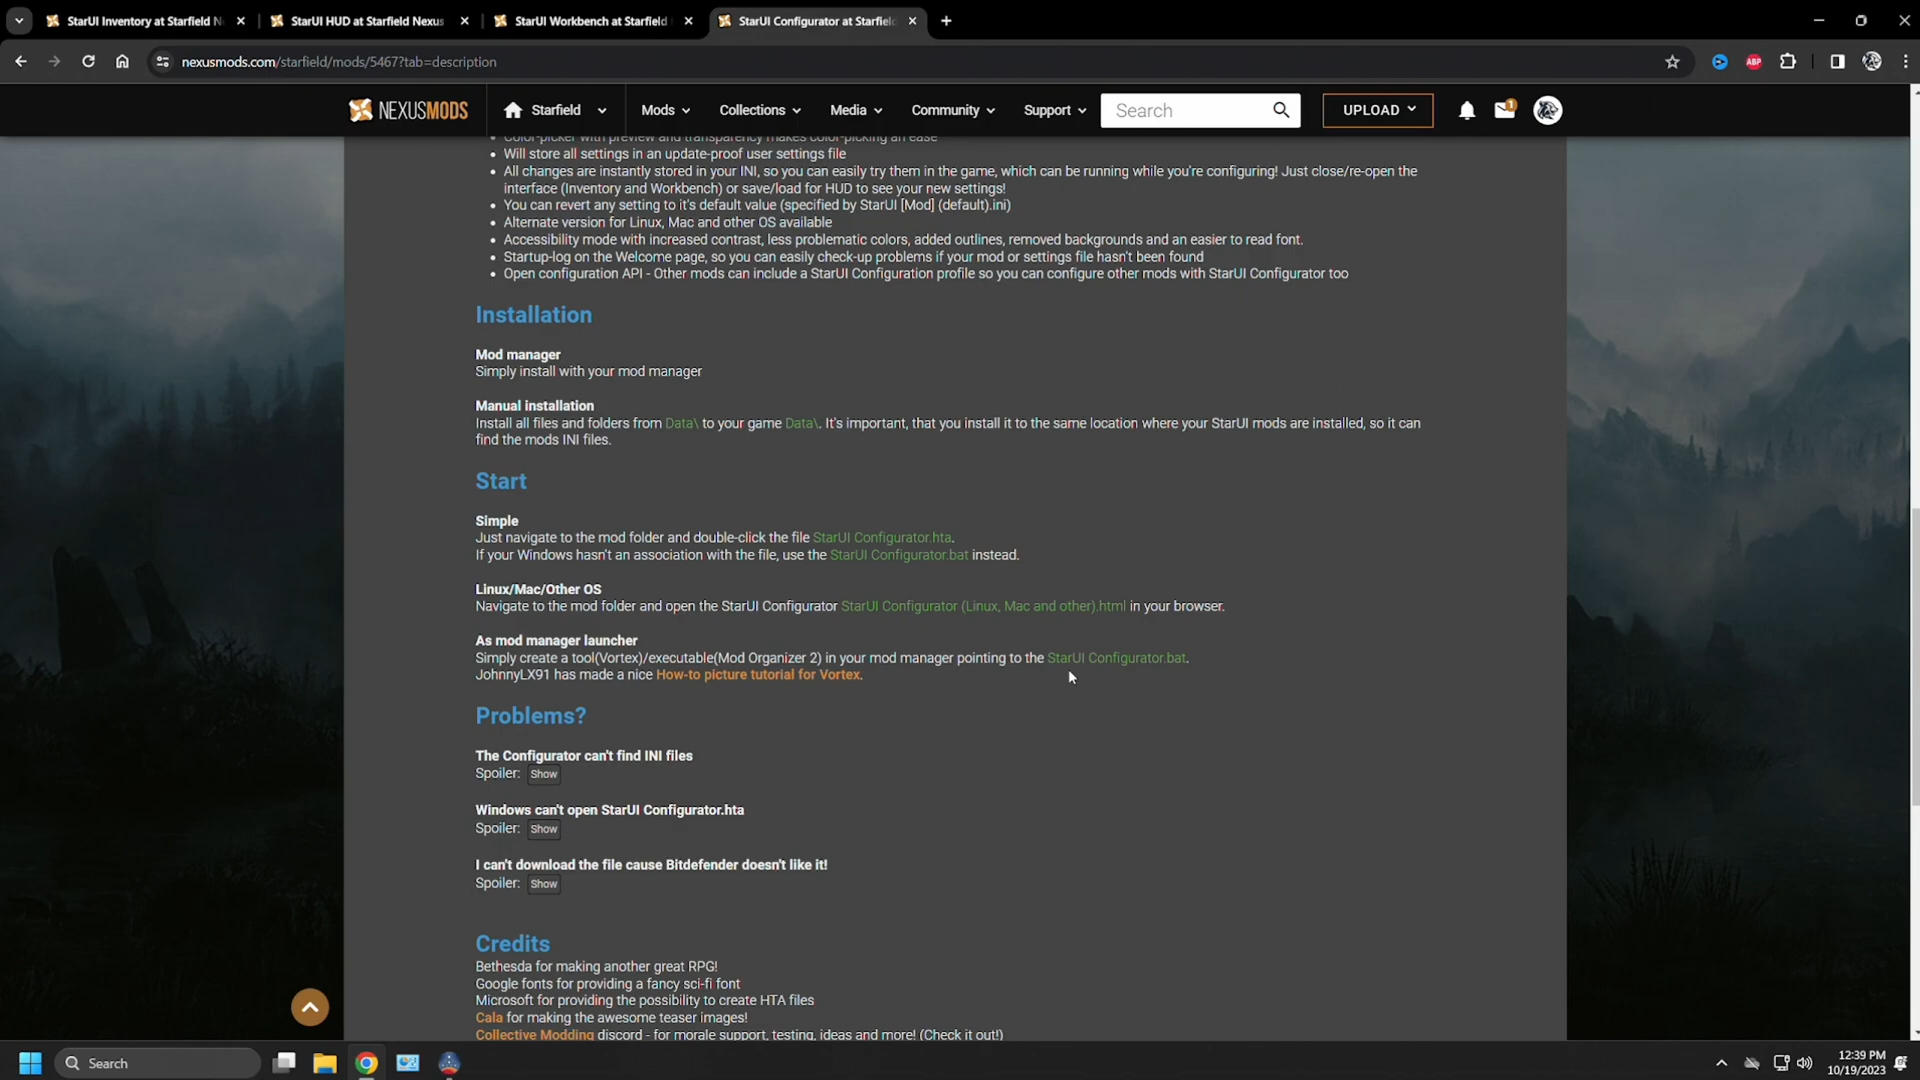 StarUI Inventory at Starfield N
StarUI HUD at Starfield Nexus
StarUI Workbench at Starfield
StarUI Configurator at Starfiel
nexusmods.com/starfield/mods/5467?tab=description
ABP
NEXUSMODS
Starfield
Mods
Collections
Media
Community
Support
Search
UPLOAD
1
Color-picker with preview and transparency makes color-picking an ease
• Will store all settings in an update-proof user settings file
• All changes are instantly stored in your INI, so you can easily try them in the game, which can be running while you're configuring! Just close/re-open the
interface (Inventory and Workbench) or save/load for HUD to see your new settings!
• You can revert any setting to it's default value (specified by StarUI [Mod] (default).ini)
• Alternate version for Linux, Mac and other OS available
• Accessibility mode with increased contrast, less problematic colors, added outlines, removed backgrounds and an easier to read font.
• Startup-log on the Welcome page, so you can easily check-up problems if your mod or settings file hasn't been found
• Open configuration API - Other mods can include a StarUI Configuration profile so you can configure other mods with StarUI Configurator too
Installation
Mod manager
Simply install with your mod manager
Manual installation
Install all files and folders from Data\ to your game Data\. It's important, that you install it to the same location where your StarUI mods are installed, so it can
find the mods INI files.
Start
Simple
Just navigate to the mod folder and double-click the file StarUI Configurator.hta.
If your Windows hasn't an association with the file, use the StarUI Configurator.bat instead.
Linux/Mac/Other OS
Navigate to the mod folder and open the StarUI Configurator StarUI Configurator (Linux, Mac and other).html in your browser.
As mod manager launcher
Simply create a tool(Vortex)/executable(Mod Organizer 2) in your mod manager pointing to the StarUI Configurator.bat.
JohnnyLX91 has made a nice How-to picture tutorial for Vortex.
Problems?
The Configurator can't find INI files
Spoiler: Show
Windows can't open StarUI Configurator.hta
Spoiler: Show
I can't download the file cause Bitdefender doesn't like it!
Spoiler: Show
Credits
Bethesda for making another great RPG!
Google fonts for providing a fancy sci-fi font
Microsoft for providing the possibility to create HTA files
Cala for making the awesome teaser images!
Collective Modding discord - for morale support, testing, ideas and more! (Check it out!)
Search
12:39 PM
10/19/2023